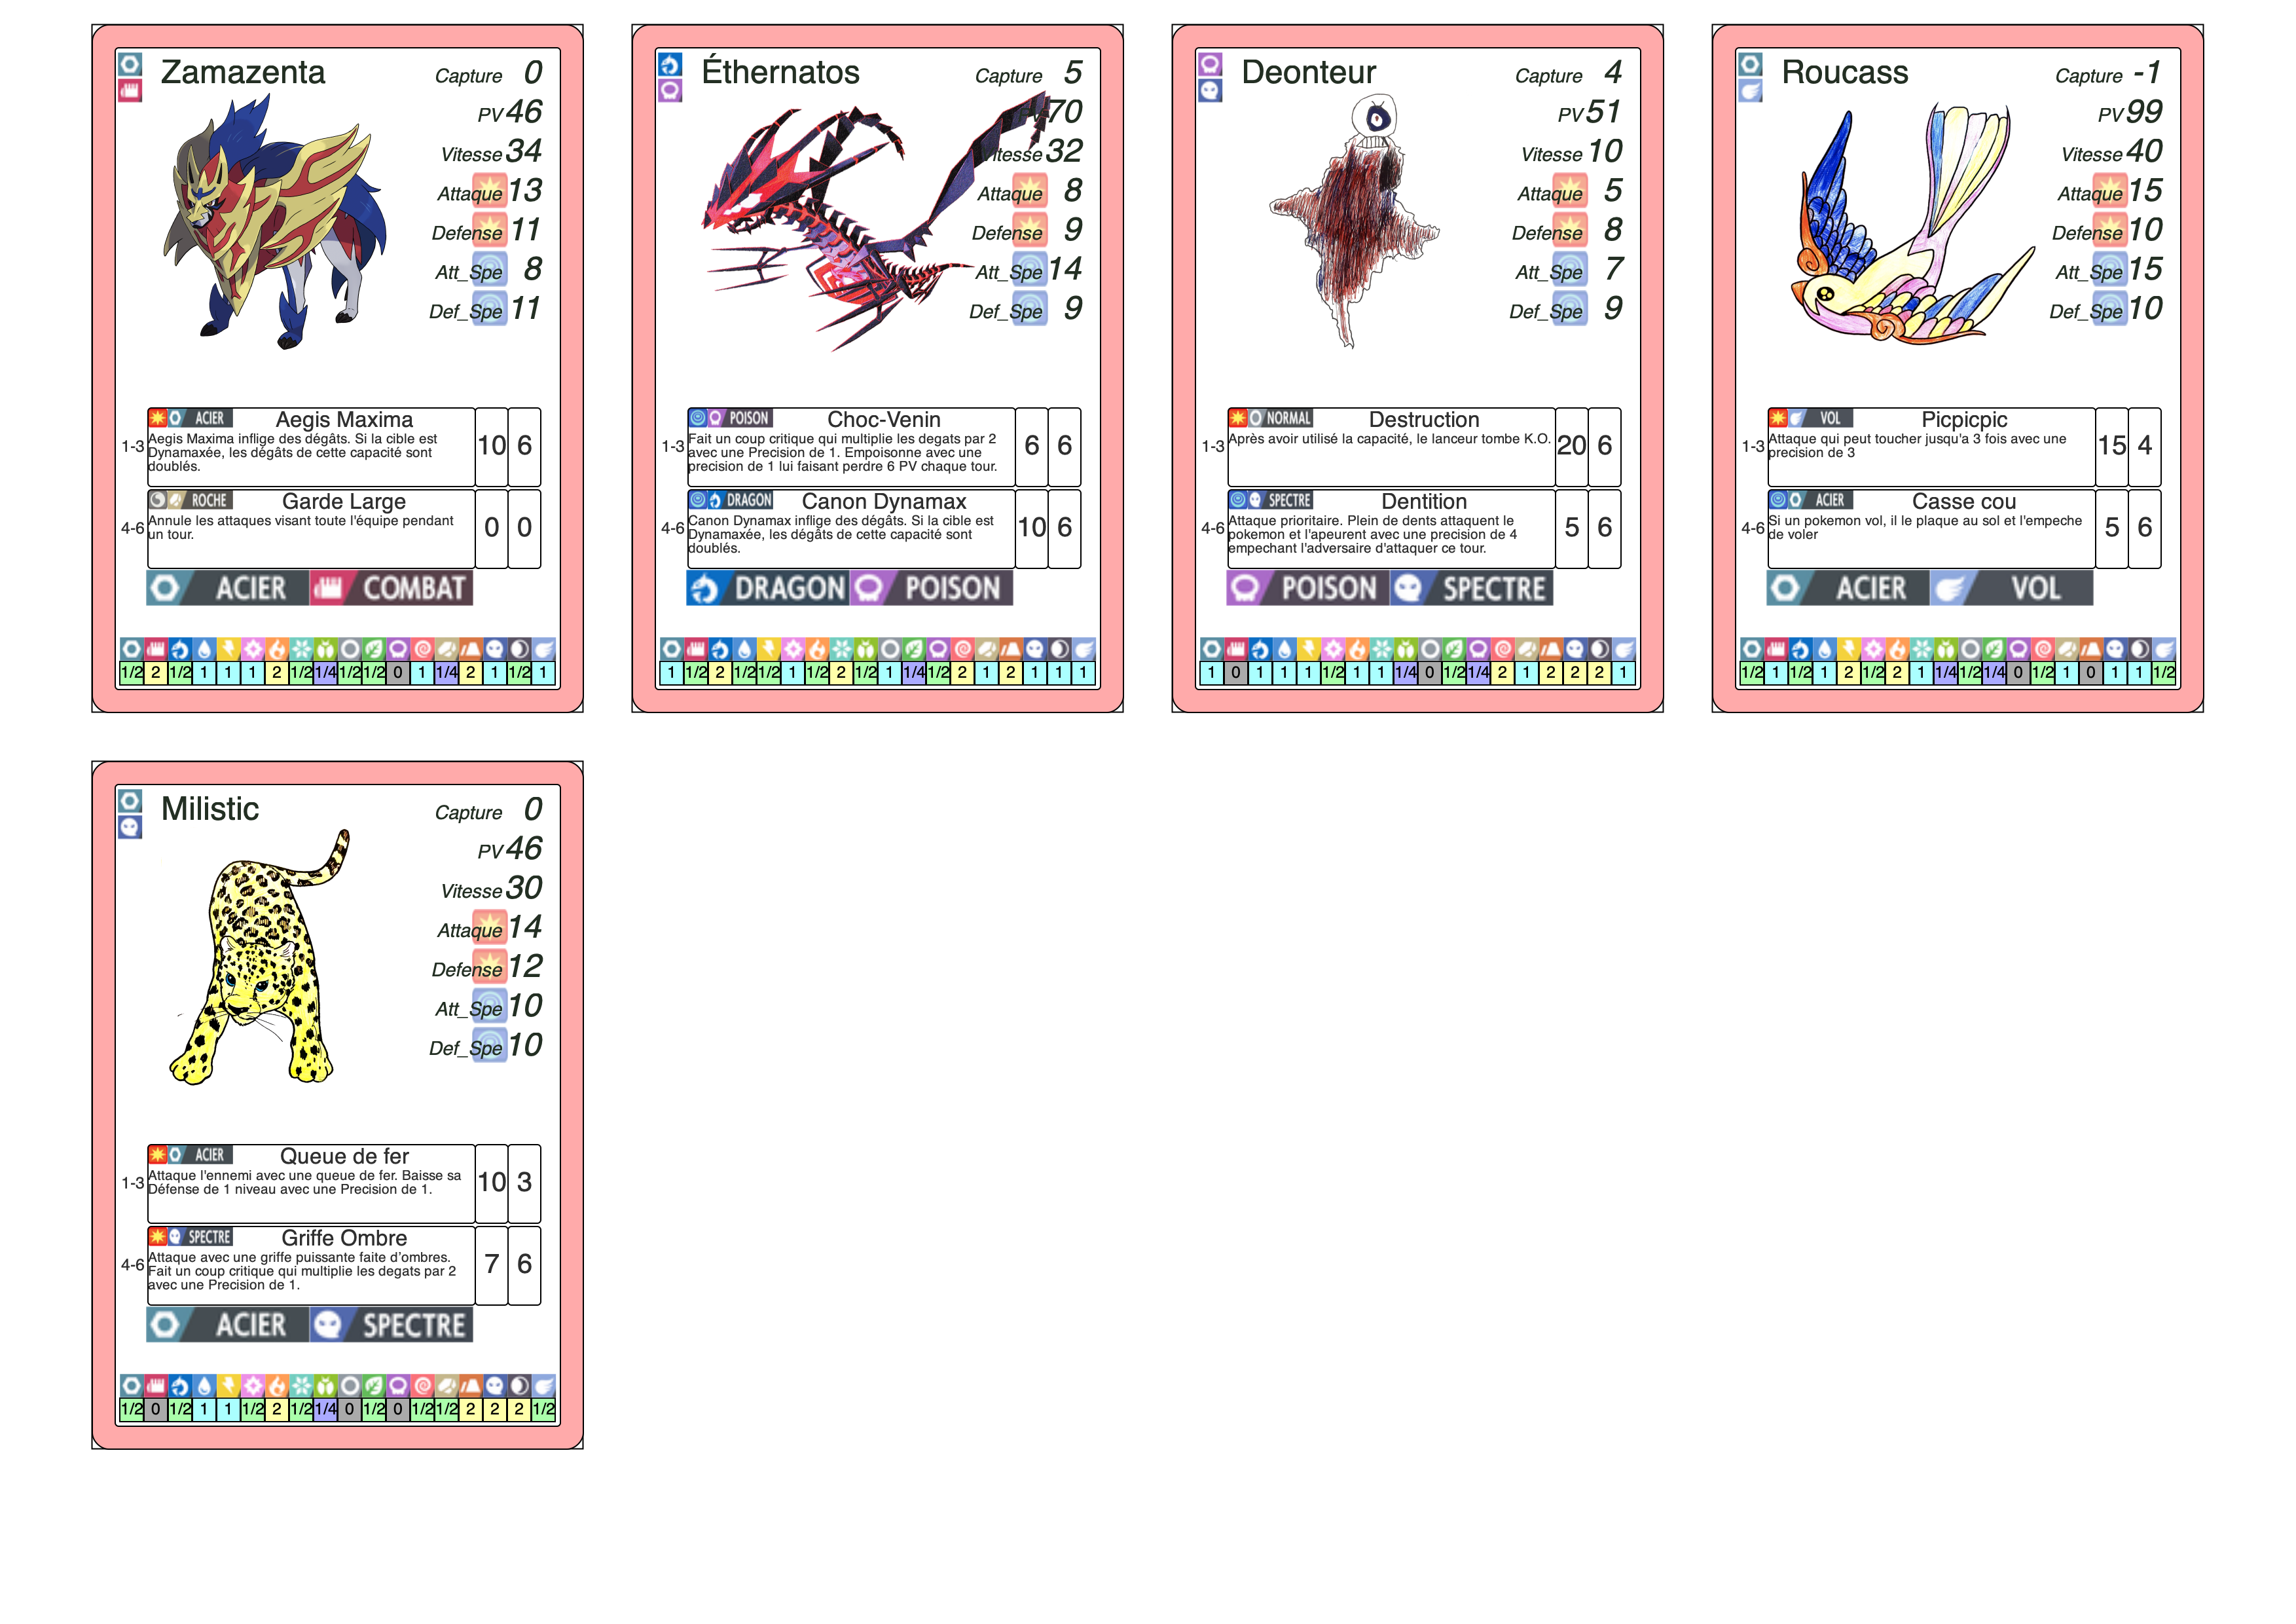 Zamazenta
Capture 0
PV 46
Vitesse 34
Attaque 13
Defense 11
Att_Spe 8
Def_Spe 11
ACIER Aegis Maxima
1-3 Aegis Maxima inflige des dégâts. Si la cible est
Dynamaxée, les dégâts de cette capacité sont
doublés.
10 6
ROCHE Garde Large
4-6 Annule les attaques visant toute l'équipe pendant
un tour.
0 0
ACIER COMBAT
1/2 2 1/2 1 1 1 2 1/2 1/4 1/2 1/2 0 1 1/4 2 1 1/2 1
Éthernatos
Capture 5
70
Vitesse 32
Attaque 8
Defense 9
Att_Spe 14
Def_Spe 9
POISON Choc-Venin
1-3 Fait un coup critique qui multiplie les degats par 2
avec une Precision de 1. Empoisonne avec une
precision de 1 lui faisant perdre 6 PV chaque tour.
6 6
DRAGON Canon Dynamax
4-6 Canon Dynamax inflige des dégâts. Si la cible est
Dynamaxée, les dégâts de cette capacité sont
doublés.
10 6
DRAGON POISON
1 1/2 2 1/2 1/2 1 1/2 2 1/2 1 1/4 1/2 2 1 2 1 1 1
Deonteur
Capture 4
PV 51
Vitesse 10
Attaque 5
Defense 8
Att_Spe 7
Def_Spe 9
NORMAL Destruction
1-3 Après avoir utilisé la capacité, le lanceur tombe K.O.
20 6
SPECTRE Dentition
4-6 Attaque prioritaire. Plein de dents attaquent le
pokemon et l'apeurent avec une precision de 4
empechant l'adversaire d'attaquer ce tour.
5 6
POISON SPECTRE
1 0 1 1 1 1/2 1 1 1/4 0 1/2 1/4 2 1 2 2 2 1
Roucass
Capture -1
PV 99
Vitesse 40
Attaque 15
Defense 10
Att_Spe 15
Def_Spe 10
VOL Picpicpic
1-3 Attaque qui peut toucher jusqu'a 3 fois avec une
precision de 3
15 4
ACIER Casse cou
4-6 Si un pokemon vol, il le plaque au sol et l'empeche
de voler
5 6
ACIER VOL
1/2 1 1/2 1 2 1/2 2 1 1/4 1/2 1/4 0 1/2 1 0 1 1 1/2
Milistic
Capture 0
PV 46
Vitesse 30
Attaque 14
Defense 12
Att_Spe 10
Def_Spe 10
ACIER Queue de fer
1-3 Attaque l'ennemi avec une queue de fer. Baisse sa
Défense de 1 niveau avec une Precision de 1.
10 3
SPECTRE Griffe Ombre
4-6 Attaque avec une griffe puissante faite d’ombres.
Fait un coup critique qui multiplie les degats par 2
avec une Precision de 1.
7 6
ACIER SPECTRE
1/2 0 1/2 1 1 1/2 2 1/2 1/4 0 1/2 0 1/2 1/2 2 2 2 1/2